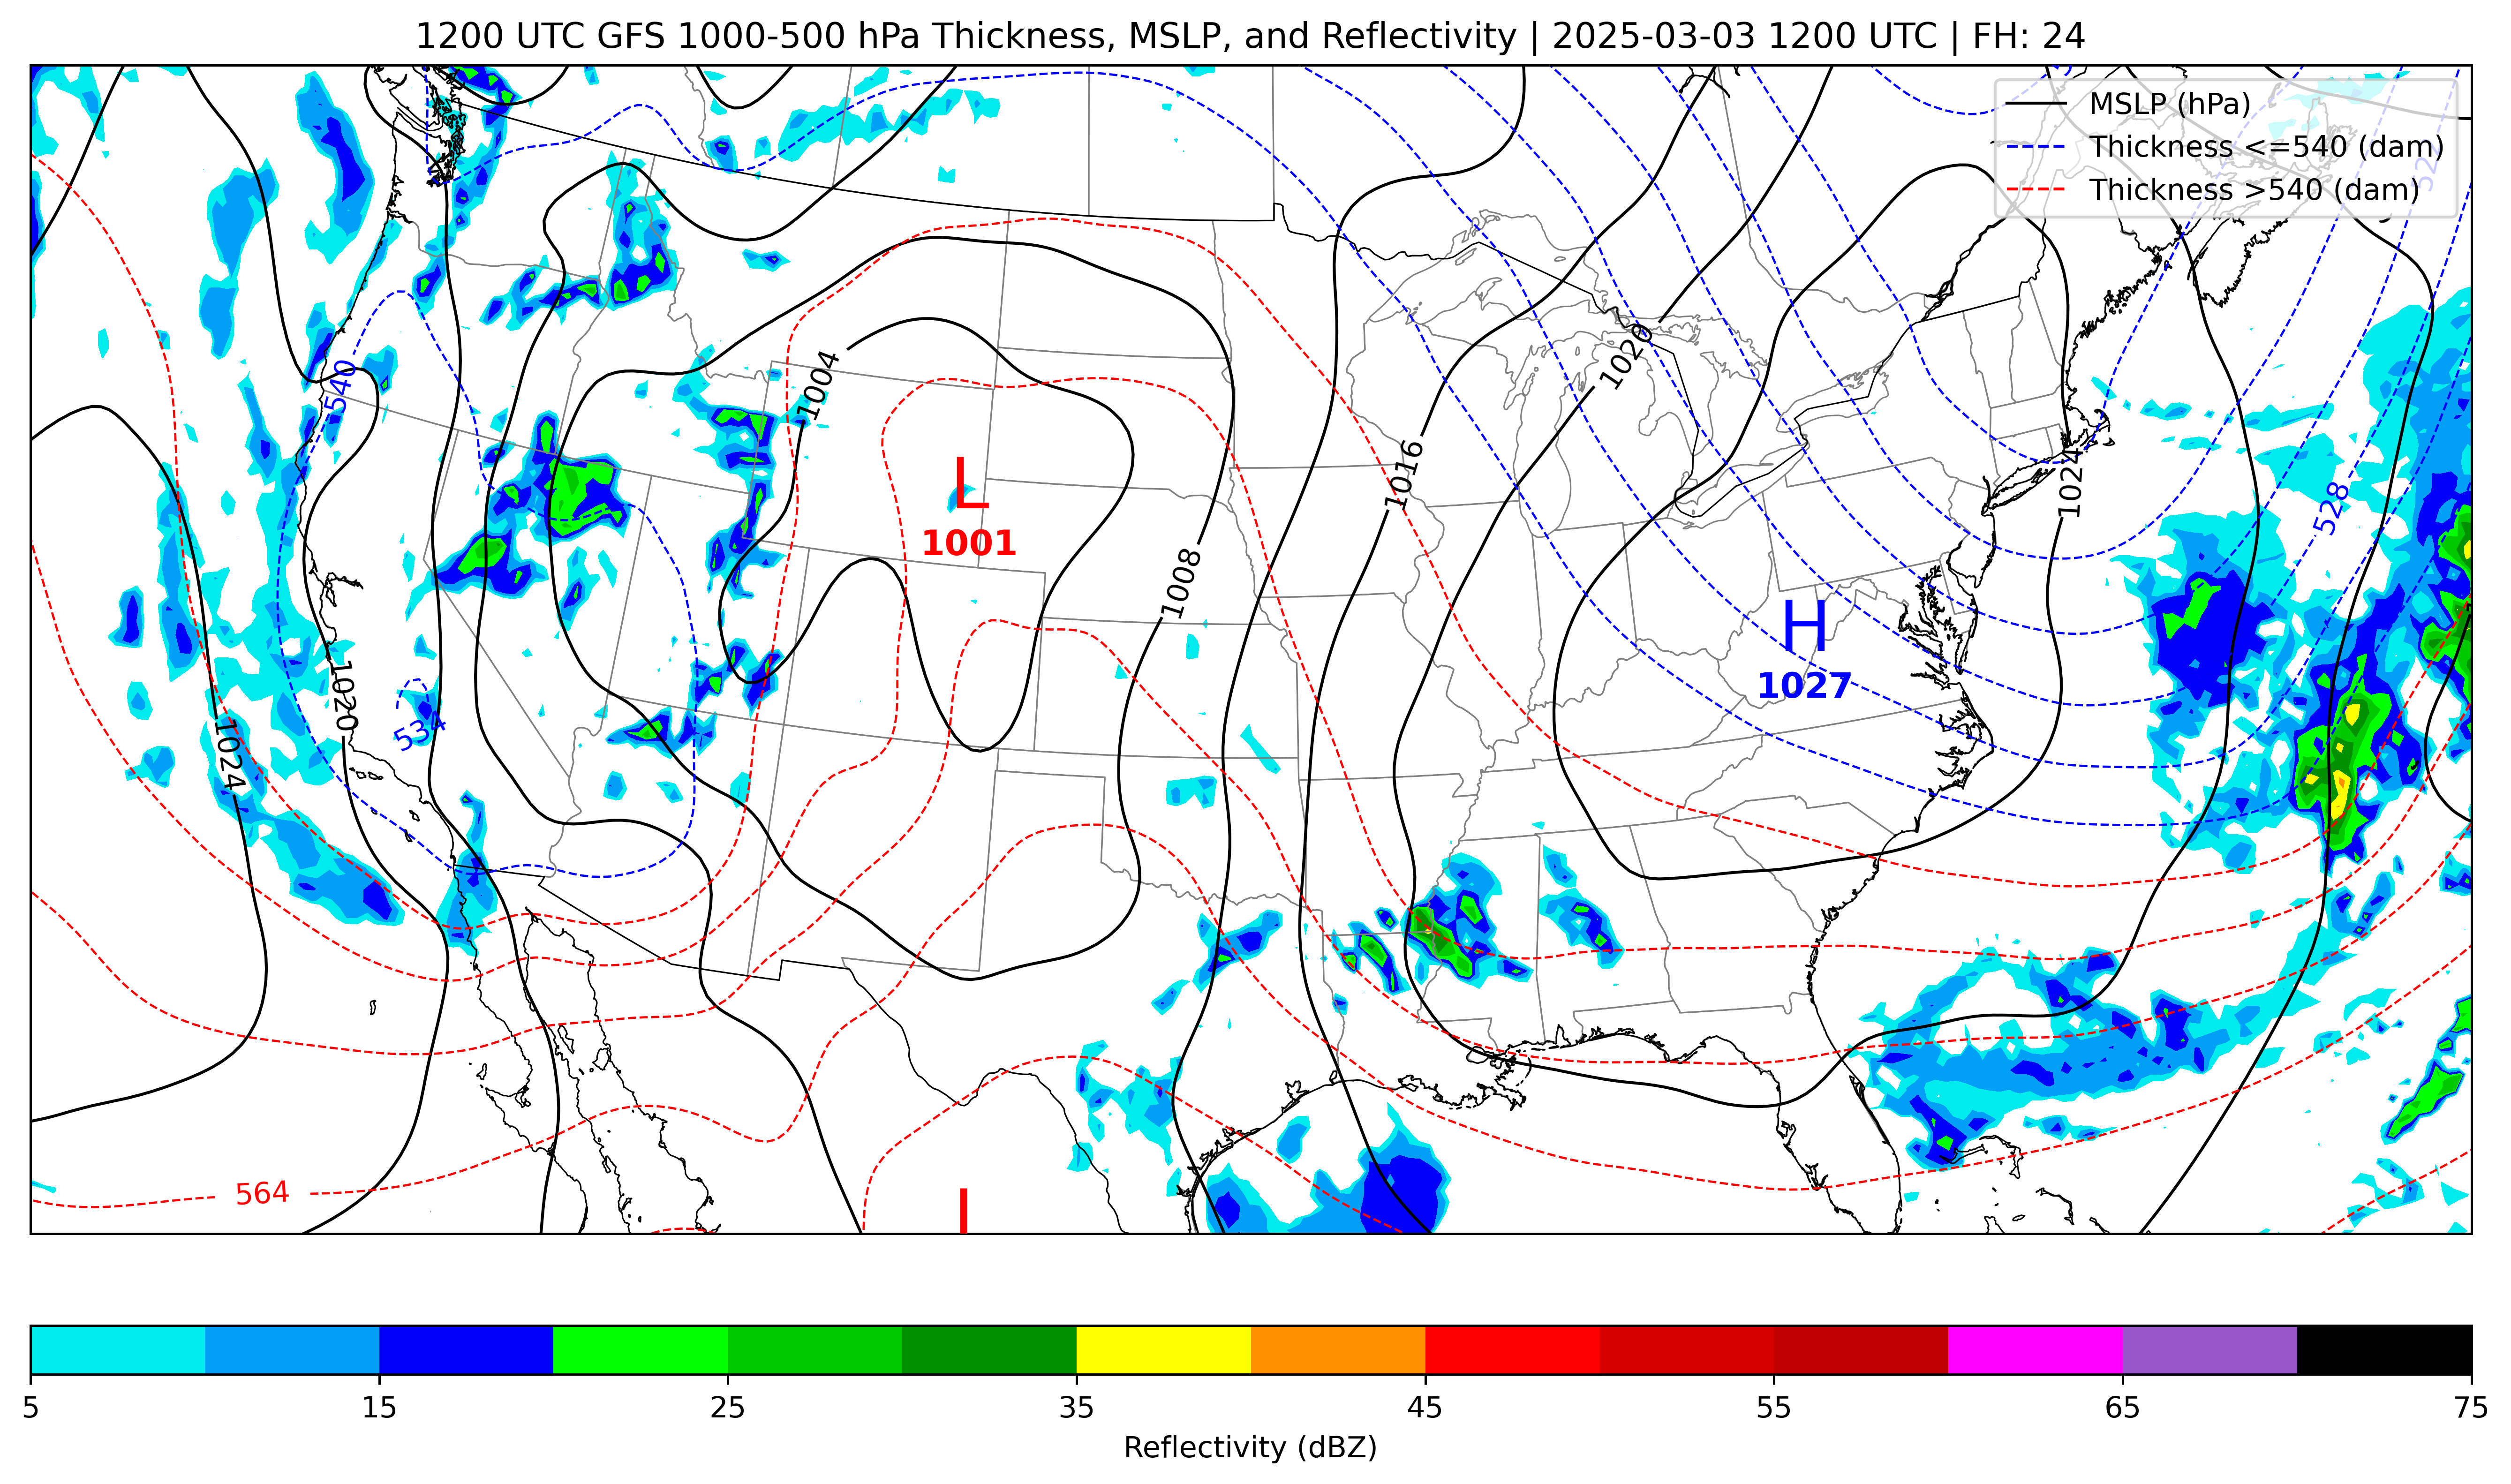 1200 UTC GFS 1000-500 hPa Thickness, MSLP, and Reflectivity | 2025-03-03 1200 UTC | FH: 24
MSLP (hPa)
Thickness <=540 (dam)
Thickness >540 (dam)
522
1020
540
1004
1016
1024
L
1001
528
1008
H
1027
1020
534
1024
564
L
5 15 25 35 45 55 65 75
Reflectivity (dBZ)